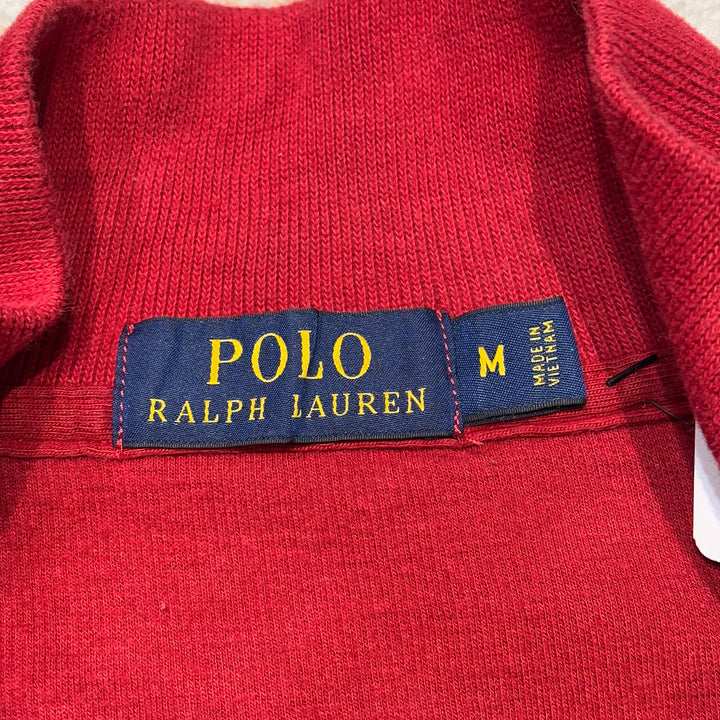 POLO
RALPH LAUREN
M
MADE IN
VIETNAM